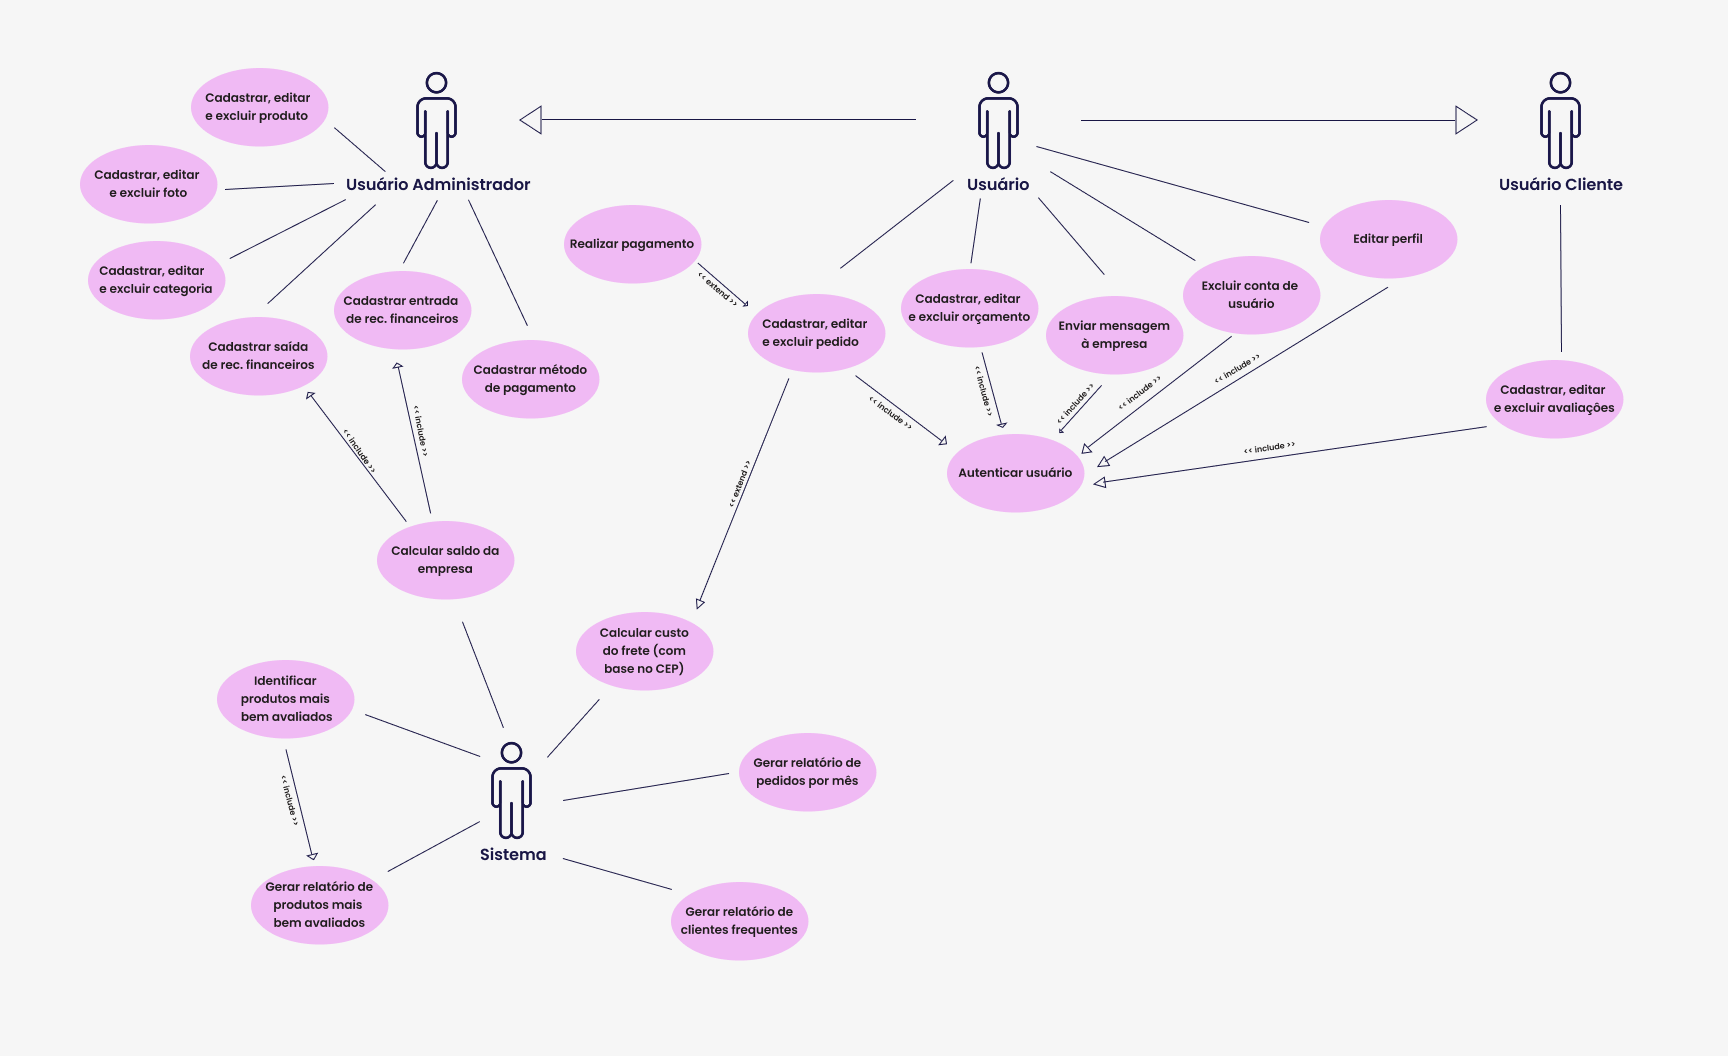 Usuário Administrador
Usuário
Usuário Cliente
Cadastrar, editar
e excluir produto
Cadastrar, editar
e excluir foto
Cadastrar, editar
e excluir categoria
Cadastrar saída
de rec. financeiros
Cadastrar entrada
de rec. financeiros
Cadastrar método
de pagamento
Realizar pagamento
<< extend >>
Cadastrar, editar
e excluir pedido
Cadastrar, editar
e excluir orçamento
Enviar mensagem
à empresa
Excluir conta de
usuário
Editar perfil
Cadastrar, editar
e excluir avaliações
<< include >>
<< include >>
<< include >>
<< include >>
<< include >>
<< include >>
Autenticar usuário
<< include >>
<< include >>
<< extend >>
Calcular saldo da
empresa
Calcular custo
do frete (com
base no CEP)
Identificar
produtos mais
bem avaliados
<< include >>
Sistema
Gerar relatório de
pedidos por mês
Gerar relatório de
produtos mais
bem avaliados
Gerar relatório de
clientes frequentes